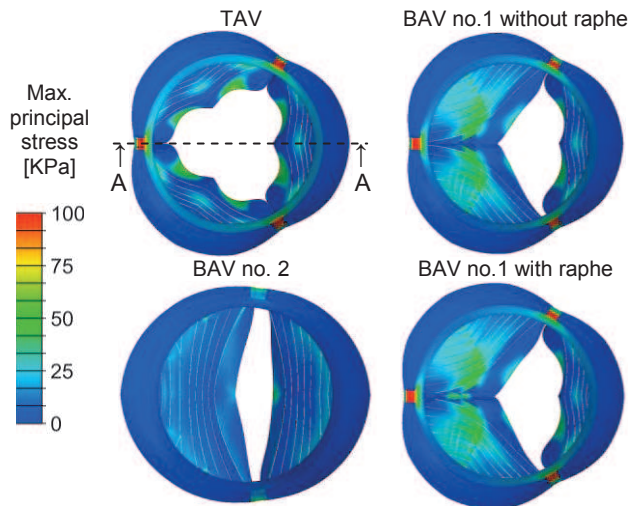 TAV
BAV no.1 without raphe
Max.
principal
stress
[KPa]
A
A
100
75
50
25
0
BAV no. 2
BAV no.1 with raphe